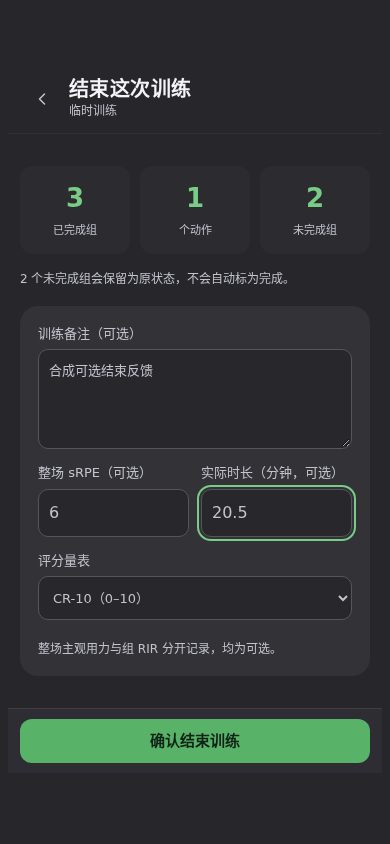 结束这次训练
临时训练
3
1
2
已完成组
个动作
未完成组
2 个未完成组会保留为原状态，不会自动标为完成。
训练备注（可选）
合成可选结束反馈
整场 sRPE（可选）
实际时长（分钟，可选）
6
20.5
评分量表
CR-10（0–10）
整场主观用力与组 RIR 分开记录，均为可选。
确认结束训练